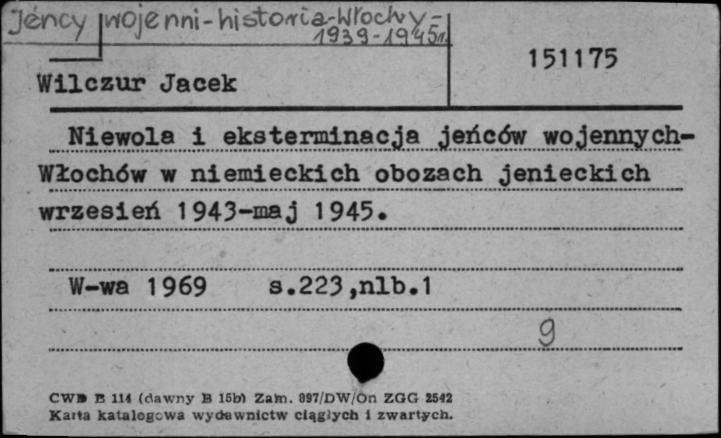 jeńcy wojenni-historia-Włochy-
1939-1945r.
151175
Wilczur Jacek
Niewola i eksterminacja jeńców wojennych-
Włochów w niemieckich obozach jenieckich
wrzesień 1943-maj 1945.
W-wa 1969 s.223,nlb.1
9
CWD B 114 (dawny B 15b) Zam. 897/DW/On ZGG 2542
Karta katalogowa wydawnictw ciągłych i zwartych.